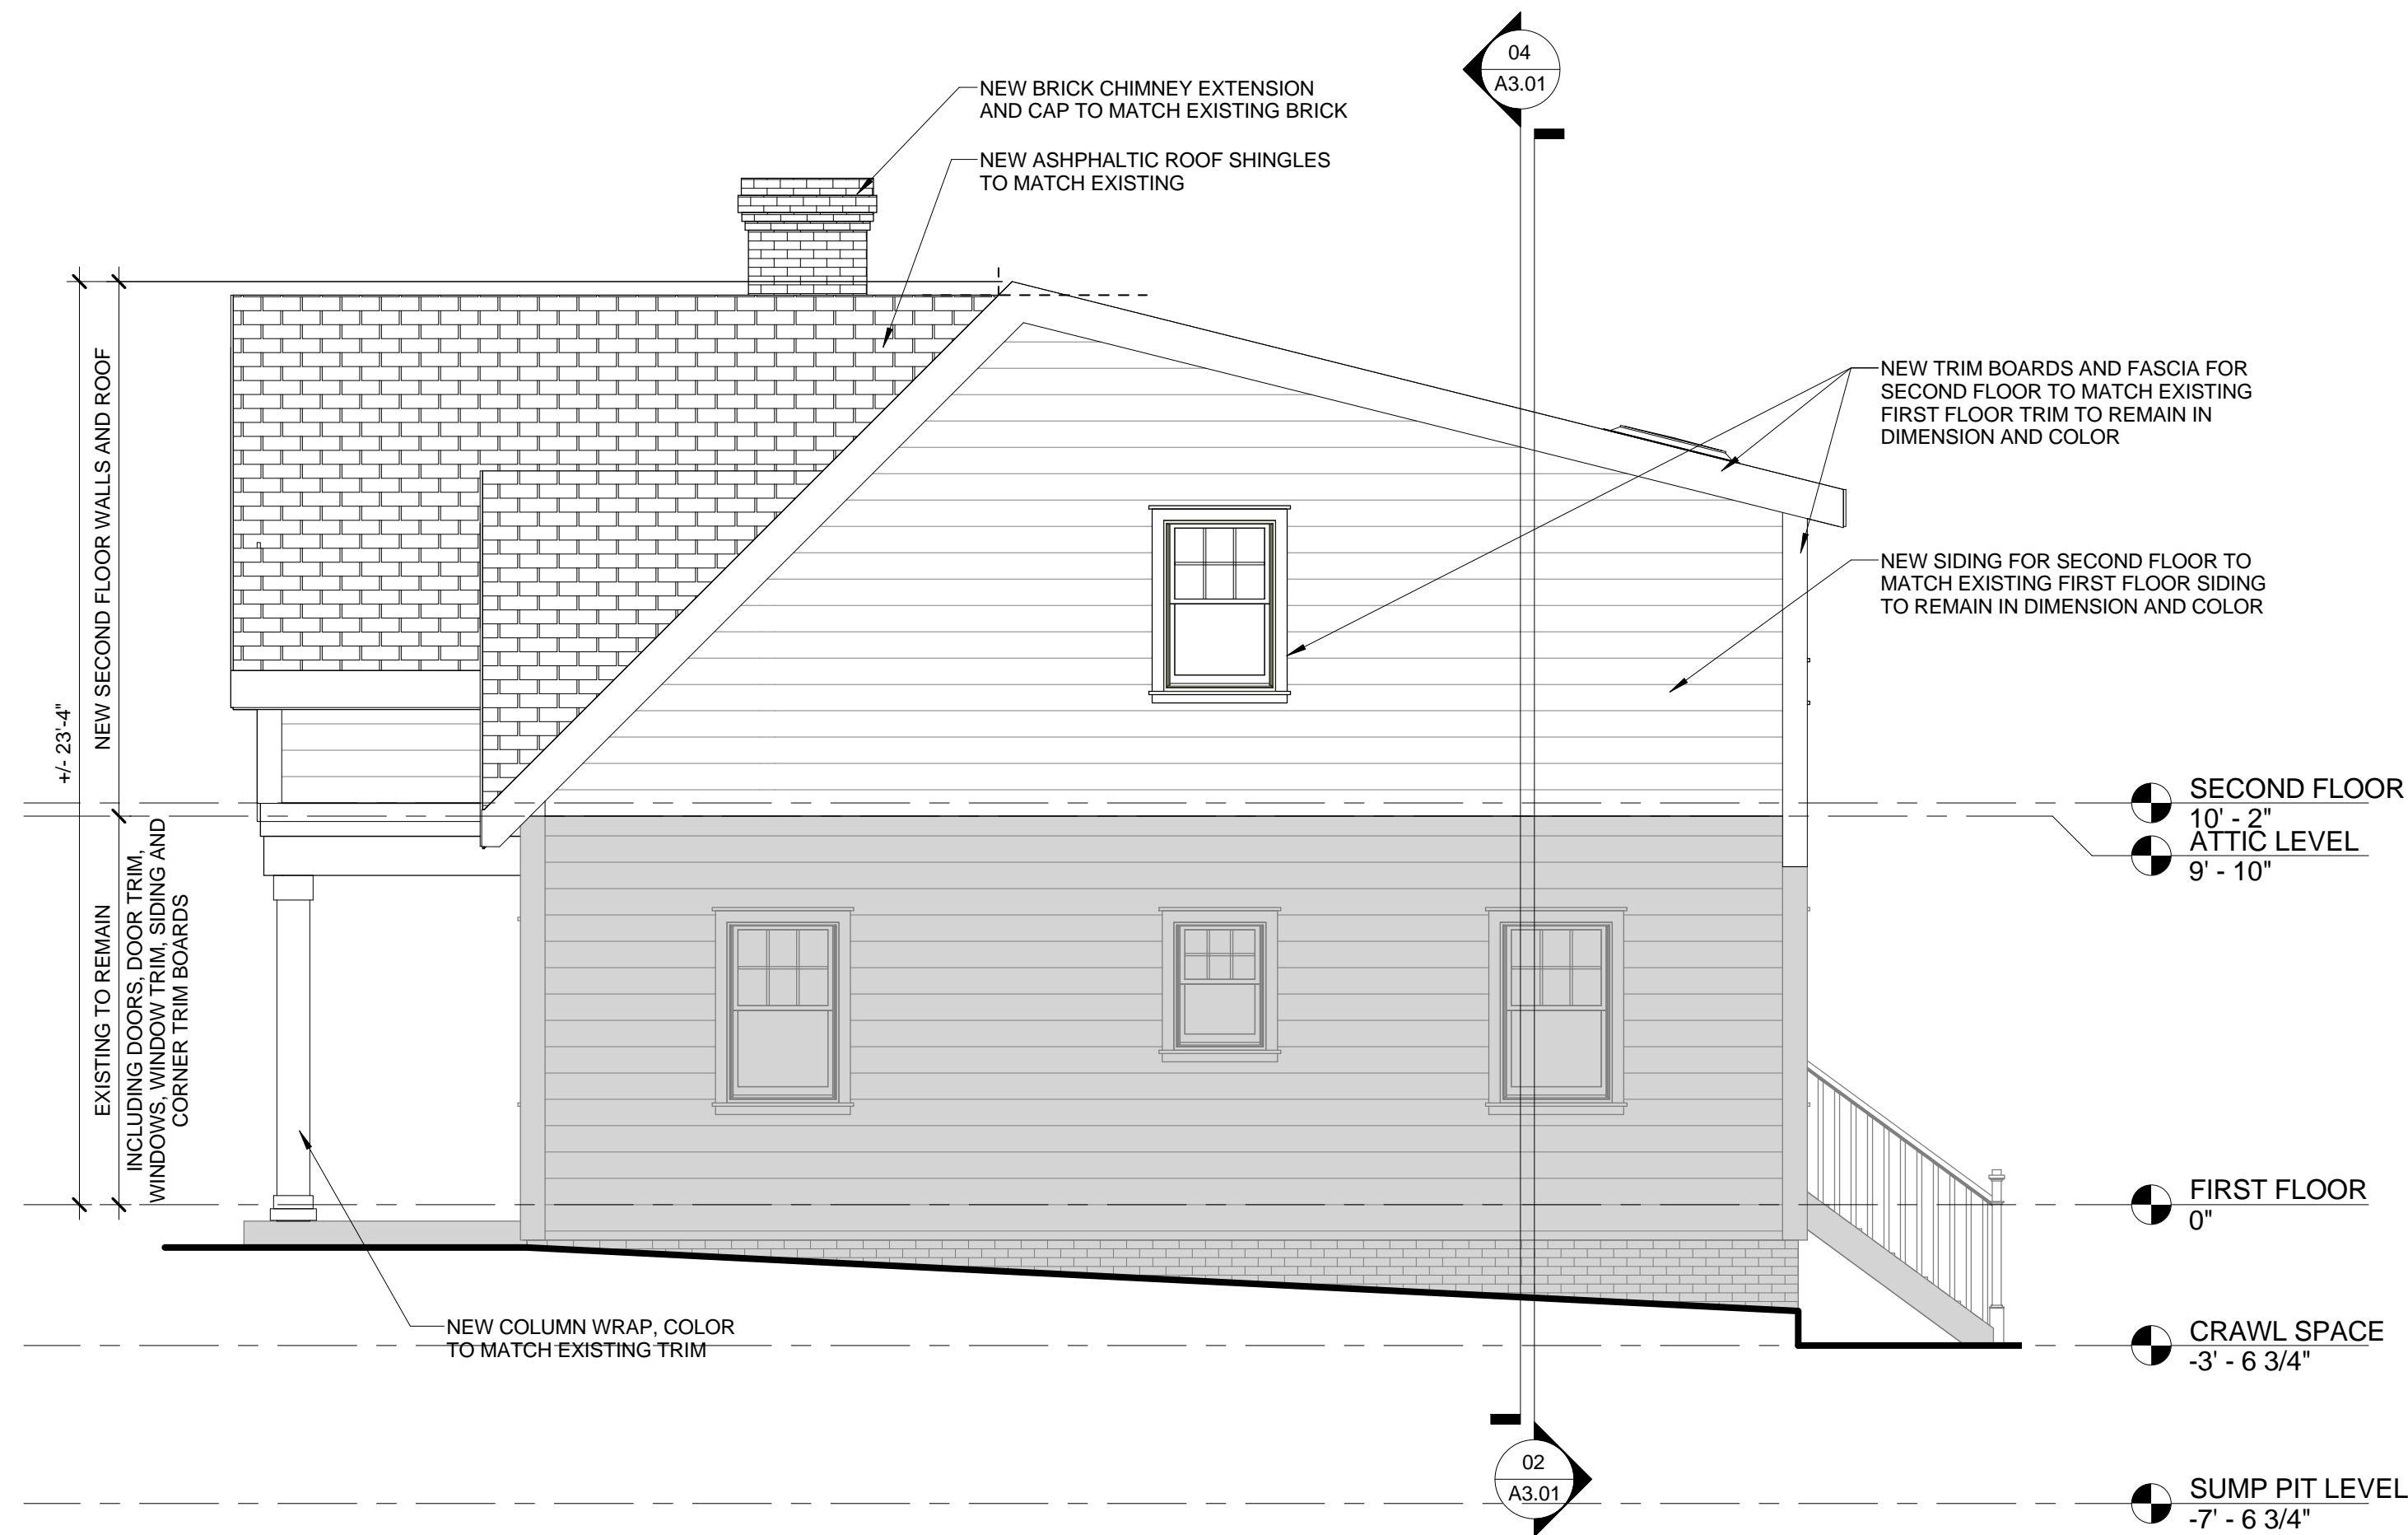 04
A3.01
NEW BRICK CHIMNEY EXTENSION
AND CAP TO MATCH EXISTING BRICK
NEW ASHPHALTIC ROOF SHINGLES
TO MATCH EXISTING
NEW TRIM BOARDS AND FASCIA FOR
SECOND FLOOR TO MATCH EXISTING
FIRST FLOOR TRIM TO REMAIN IN
DIMENSION AND COLOR
NEW SIDING FOR SECOND FLOOR TO
MATCH EXISTING FIRST FLOOR SIDING
TO REMAIN IN DIMENSION AND COLOR
+/- 23'-4"
NEW SECOND FLOOR WALLS AND ROOF
EXISTING TO REMAIN
INCLUDING DOORS, DOOR TRIM,
WINDOWS, WINDOW TRIM, SIDING AND
CORNER TRIM BOARDS
SECOND FLOOR
10' - 2"
ATTIC LEVEL
9' - 10"
FIRST FLOOR
0"
NEW COLUMN WRAP, COLOR
TO MATCH EXISTING TRIM
CRAWL SPACE
-3' - 6 3/4"
02
A3.01
SUMP PIT LEVEL
-7' - 6 3/4"